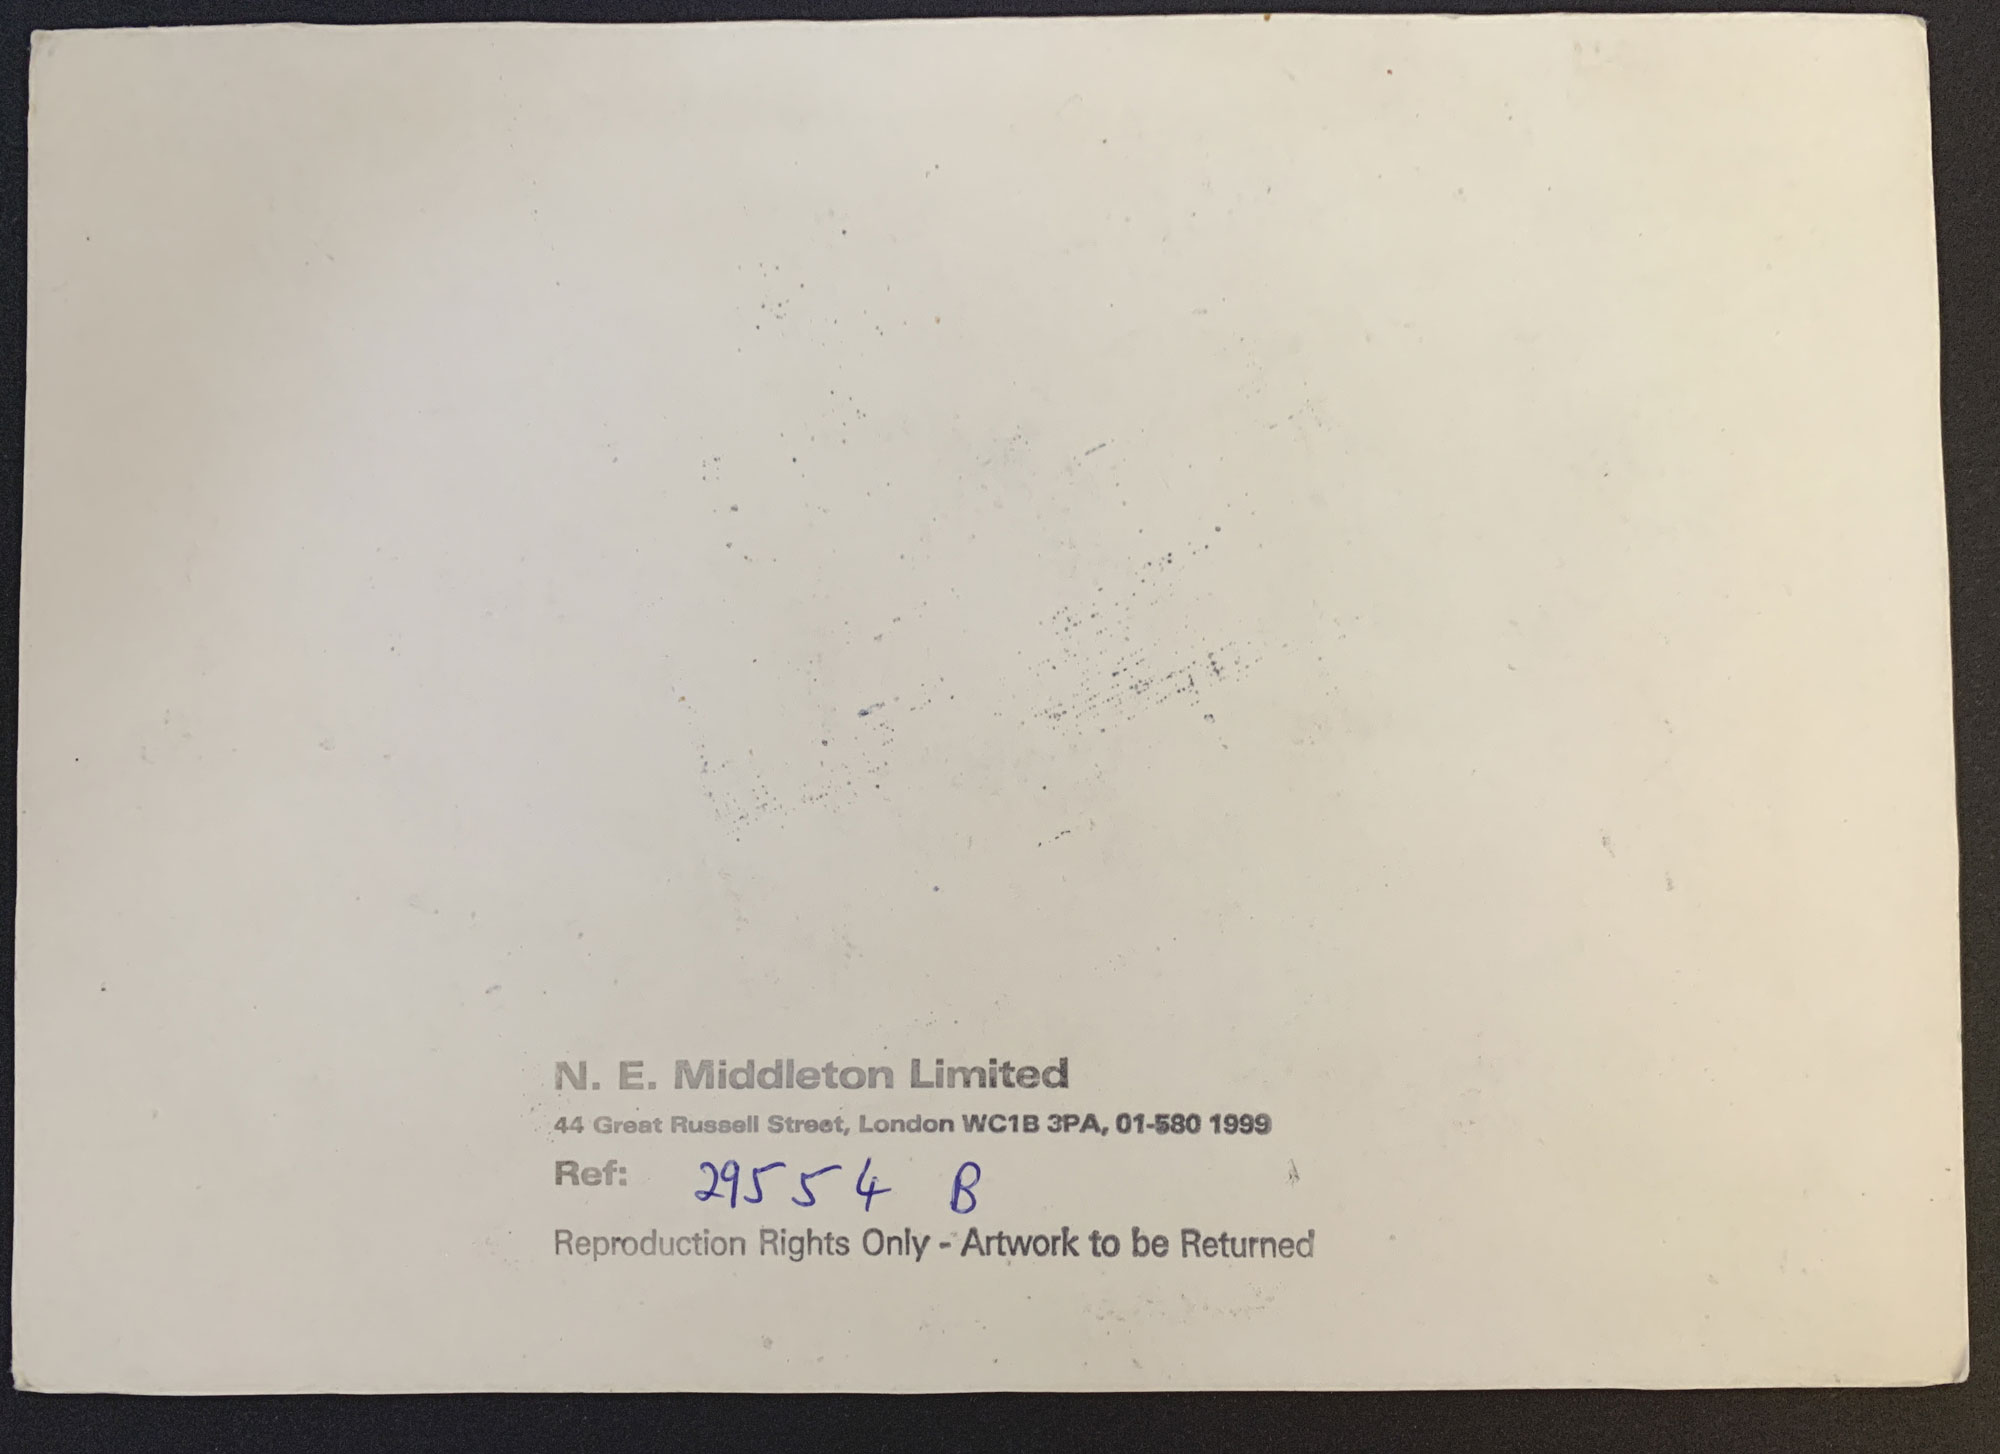 N. E. Middleton Limited
44 Great Russell Street, London WC1B 3PA, 01-580 1999
Ref: 29554 B
Reproduction Rights Only - Artwork to be Returned